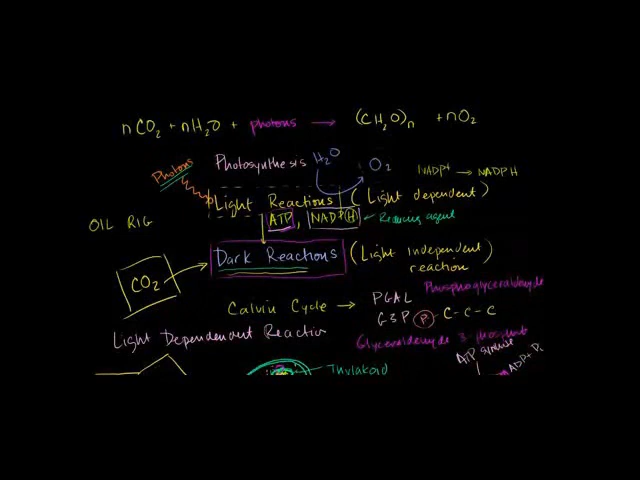 nCO2 + nH2O + photons → (CH2O)n + nO2
Photosynthesis H2O O2
Photons NADP+ → NADPH
Light Reactions (Light dependent)
OIL RIG ATP, NADPH ← Reducing agent
Dark Reactions (Light independent reaction)
CO2
Calvin Cycle → PGAL Phosphoglyceraldehyde
G3P P-C-C-C
Light Dependent Reaction Glyceraldehyde 3-phosphate
ATP synthase
Thylakoid ADP + Pi